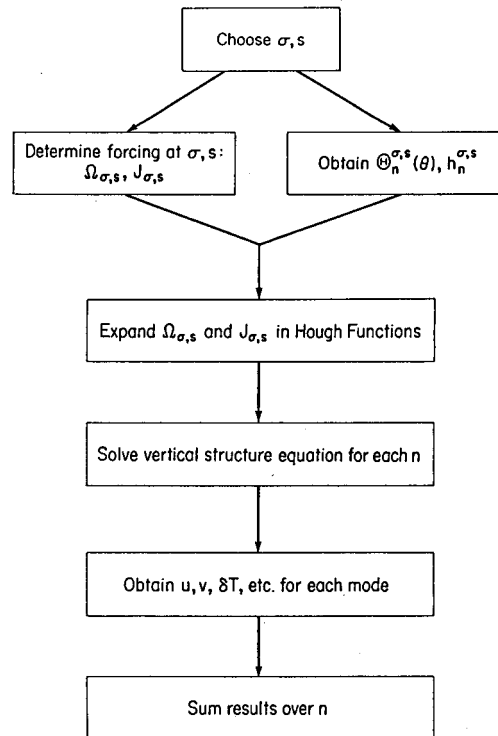 Choose σ,s
Determine forcing at σ,s:
Ω_{σ,s}, J_{σ,s}
Obtain Θ_n^{σ,s}(θ), h_n^{σ,s}
Expand Ω_{σ,s} and J_{σ,s} in Hough Functions
Solve vertical structure equation for each n
Obtain u,v, δT, etc. for each mode
Sum results over n